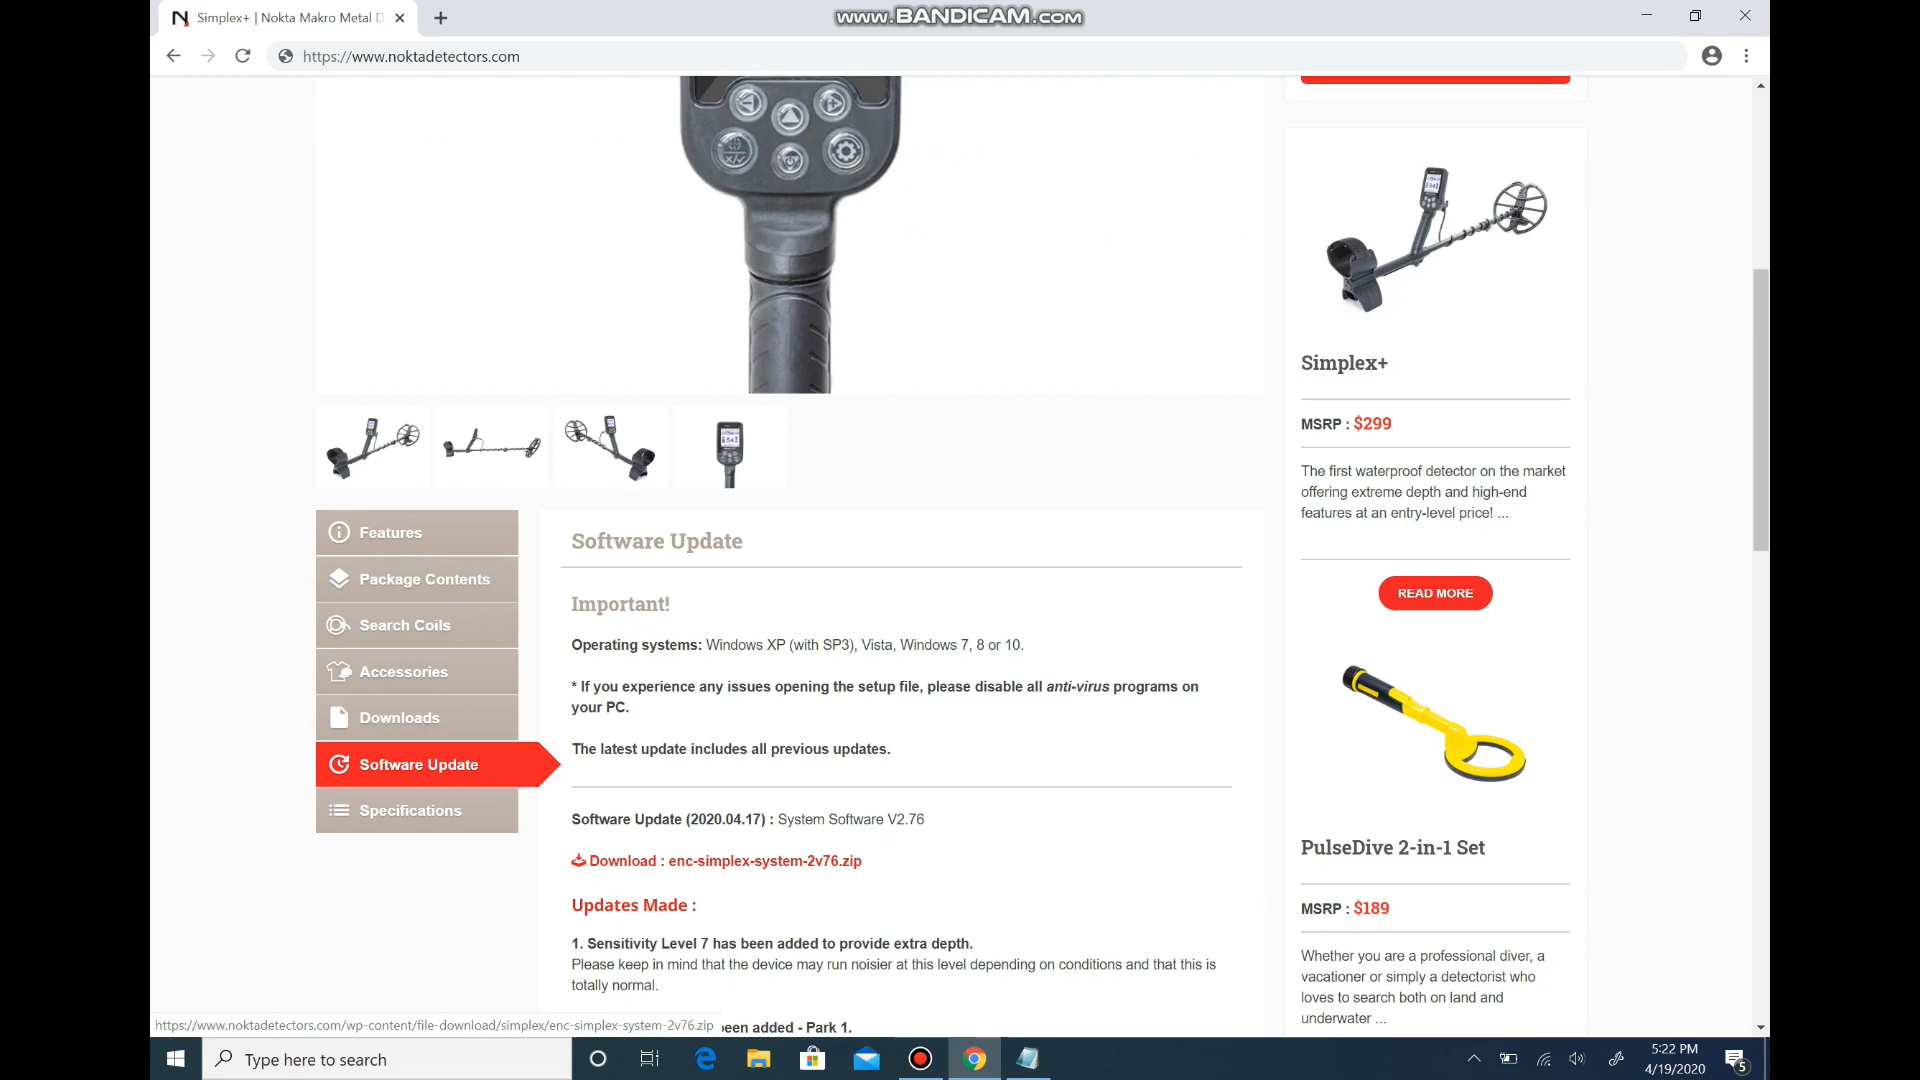 Simplex+ | Nokta Makro Metal D
www.BANDICAM.com
https://www.noktadetectors.com
Features
Package Contents
Search Coils
Accessories
Downloads
Software Update
Specifications
Software Update
Important!
Operating systems: Windows XP (with SP3), Vista, Windows 7, 8 or 10.
* If you experience any issues opening the setup file, please disable all anti-virus programs on
your PC.
The latest update includes all previous updates.
Software Update (2020.04.17) : System Software V2.76
Download : enc-simplex-system-2v76.zip
Updates Made :
1. Sensitivity Level 7 has been added to provide extra depth.
Please keep in mind that the device may run noisier at this level depending on conditions and that this is
totally normal.
been added - Park 1.
Simplex+
MSRP : $299
The first waterproof detector on the market
offering extreme depth and high-end
features at an entry-level price! ...
READ MORE
PulseDive 2-in-1 Set
MSRP : $189
Whether you are a professional diver, a
vacationer or simply a detectorist who
loves to search both on land and
underwater ...
https://www.noktadetectors.com/wp-content/file-download/simplex/enc-simplex-system-2v76.zip
Type here to search
5:22 PM
4/19/2020
5